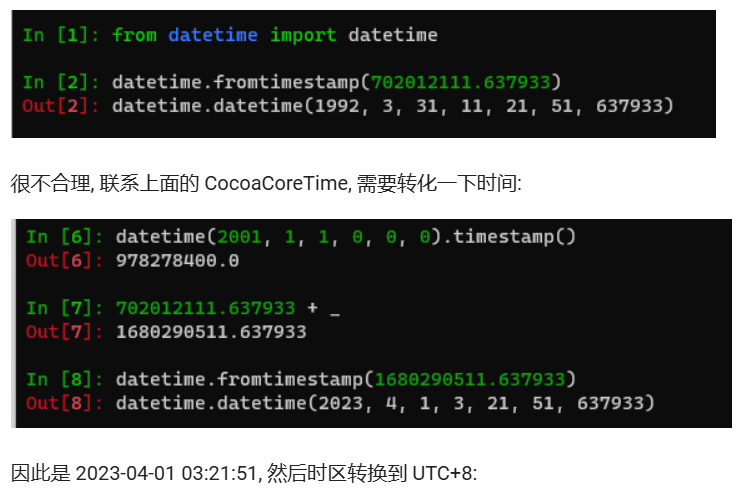 In [1]: from datetime import datetime
In [2]: datetime.fromtimestamp(702012111.637933)
Out[2]: datetime.datetime(1992, 3, 31, 11, 21, 51, 637933)
很不合理, 联系上面的 CocoaCoreTime, 需要转化一下时间:
In [6]: datetime(2001, 1, 1, 0, 0, 0).timestamp()
Out[6]: 978278400.0
In [7]: 702012111.637933 + _
Out[7]: 1680290511.637933
In [8]: datetime.fromtimestamp(1680290511.637933)
Out[8]: datetime.datetime(2023, 4, 1, 3, 21, 51, 637933)
因此是 2023-04-01 03:21:51, 然后时区转换到 UTC+8: